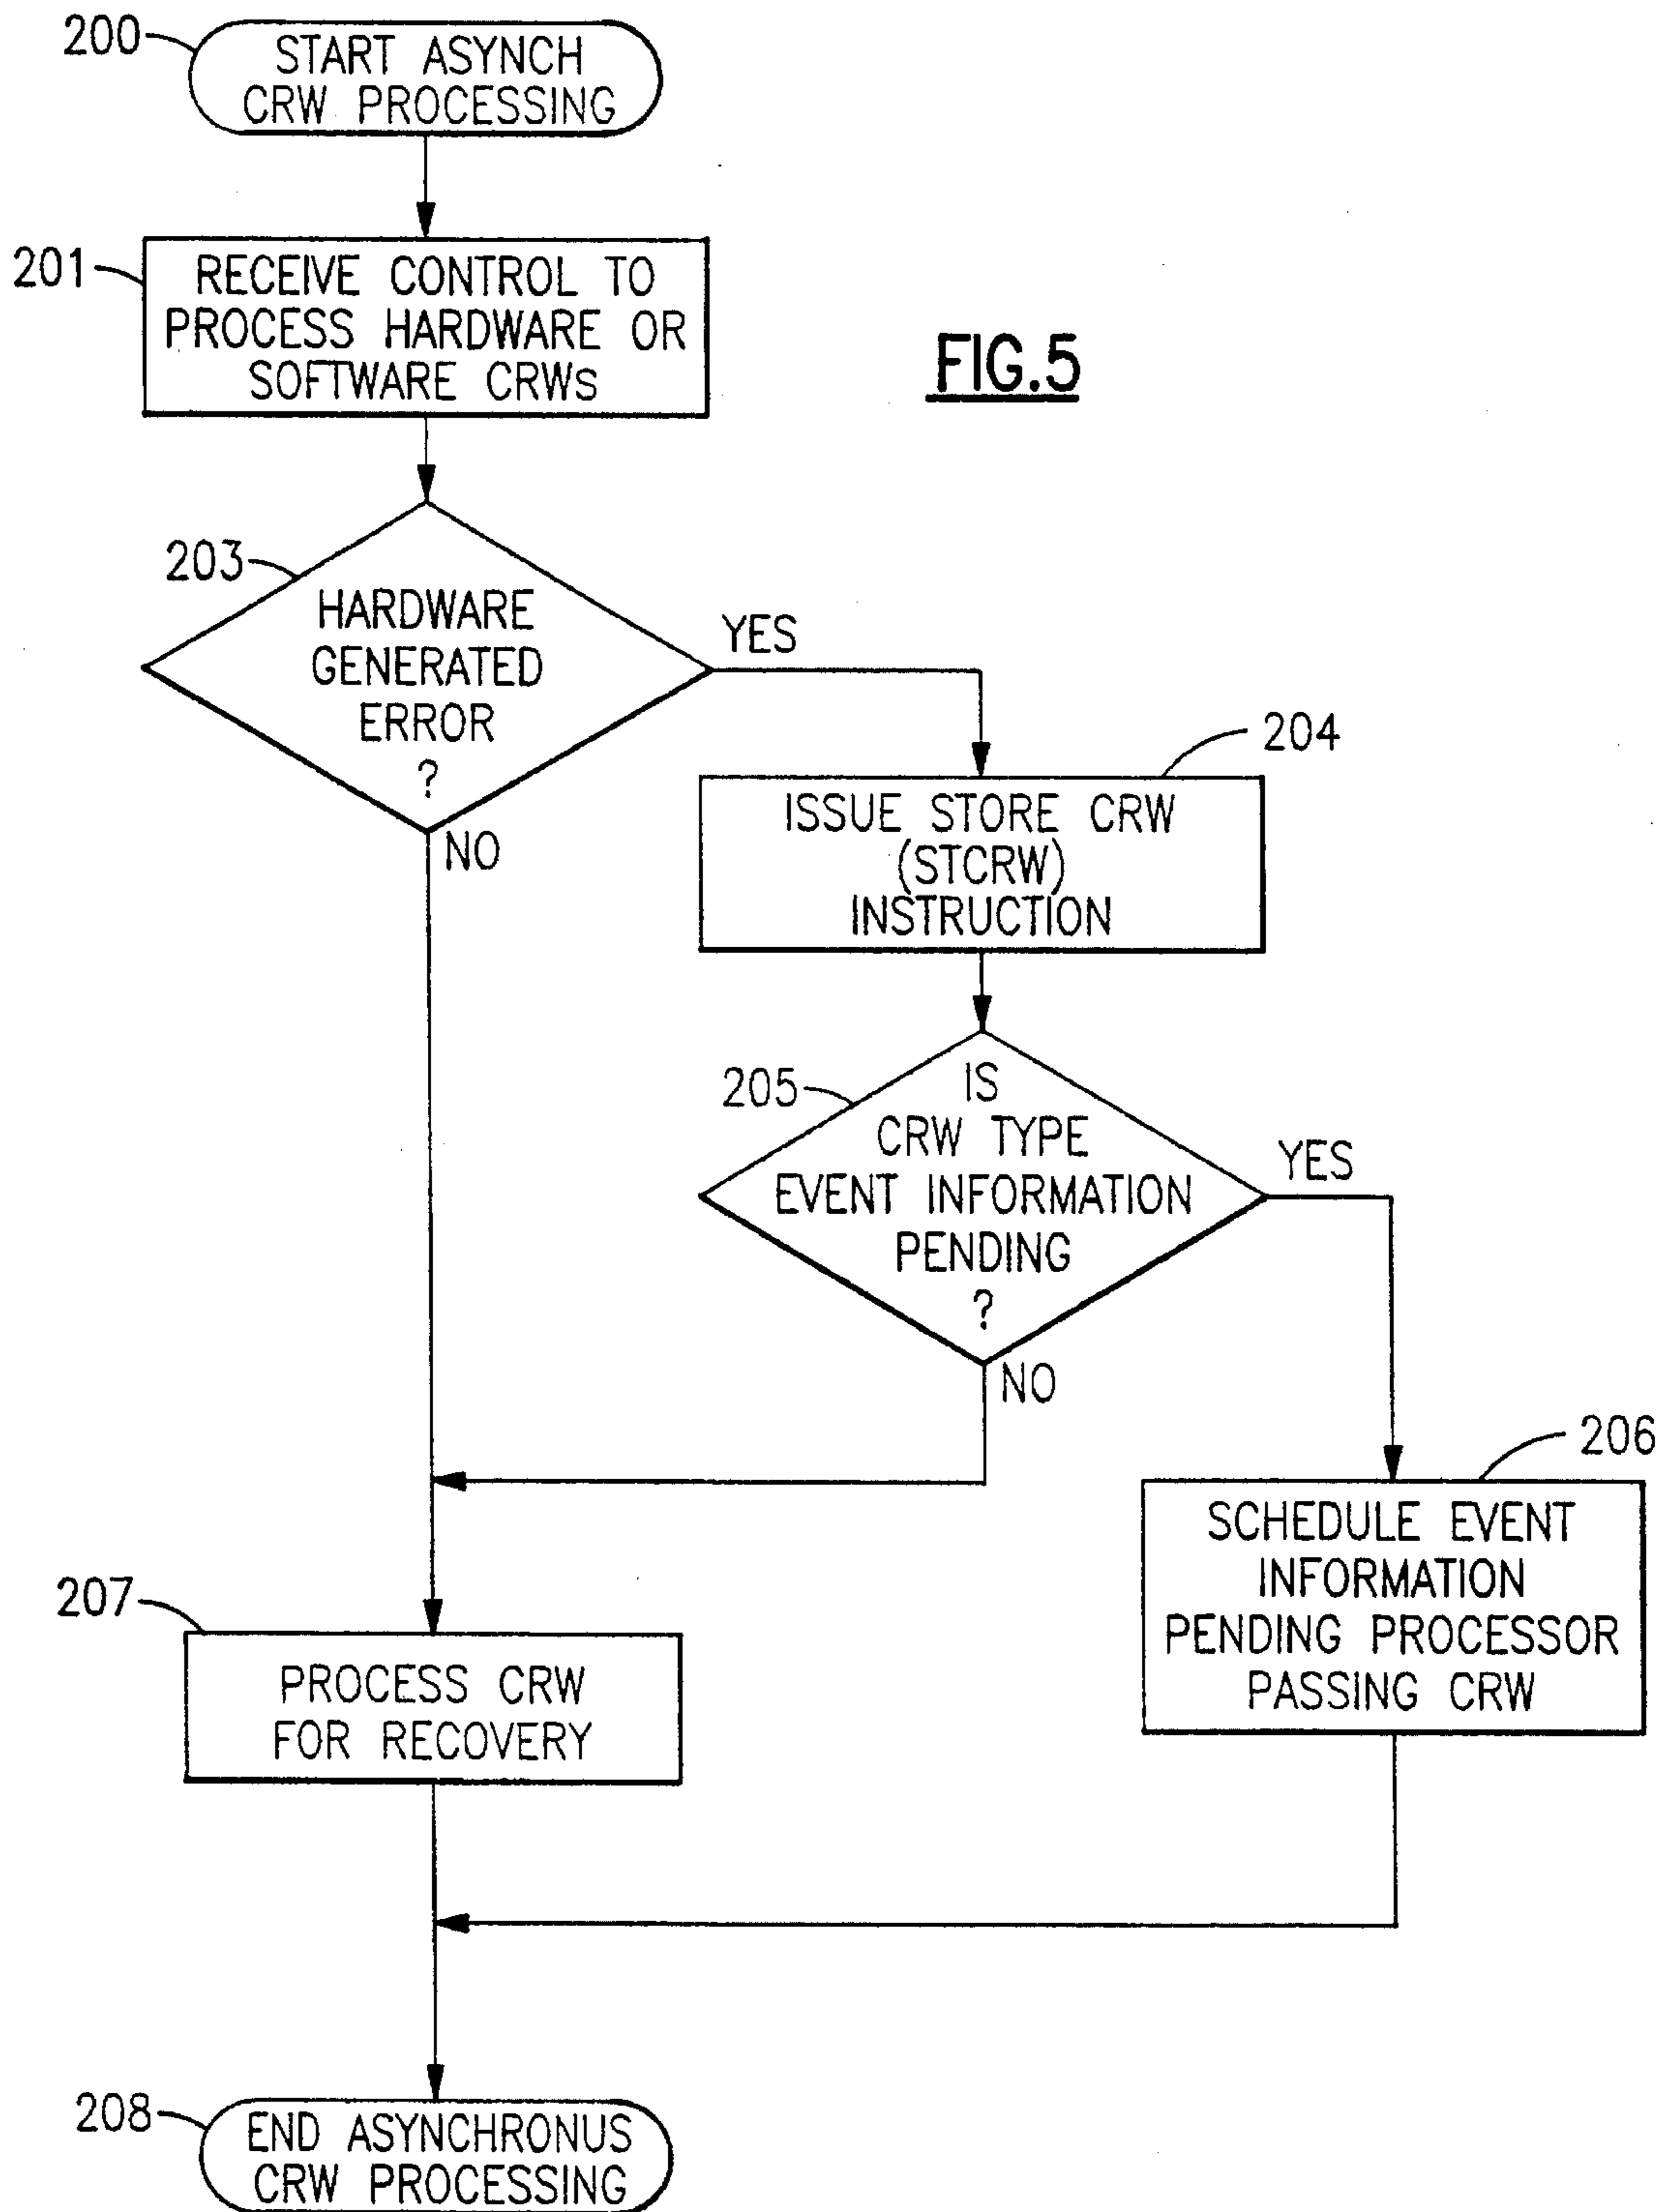 200
START ASYNCH
CRW PROCESSING
201
RECEIVE CONTROL TO
PROCESS HARDWARE OR
SOFTWARE CRWs
FIG.5
203
HARDWARE
GENERATED
ERROR
?
YES
NO
204
ISSUE STORE CRW
(STCRW)
INSTRUCTION
205
IS
CRW TYPE
EVENT INFORMATION
PENDING
?
YES
NO
206
SCHEDULE EVENT
INFORMATION
PENDING PROCESSOR
PASSING CRW
207
PROCESS CRW
FOR RECOVERY
208
END ASYNCHRONUS
CRW PROCESSING